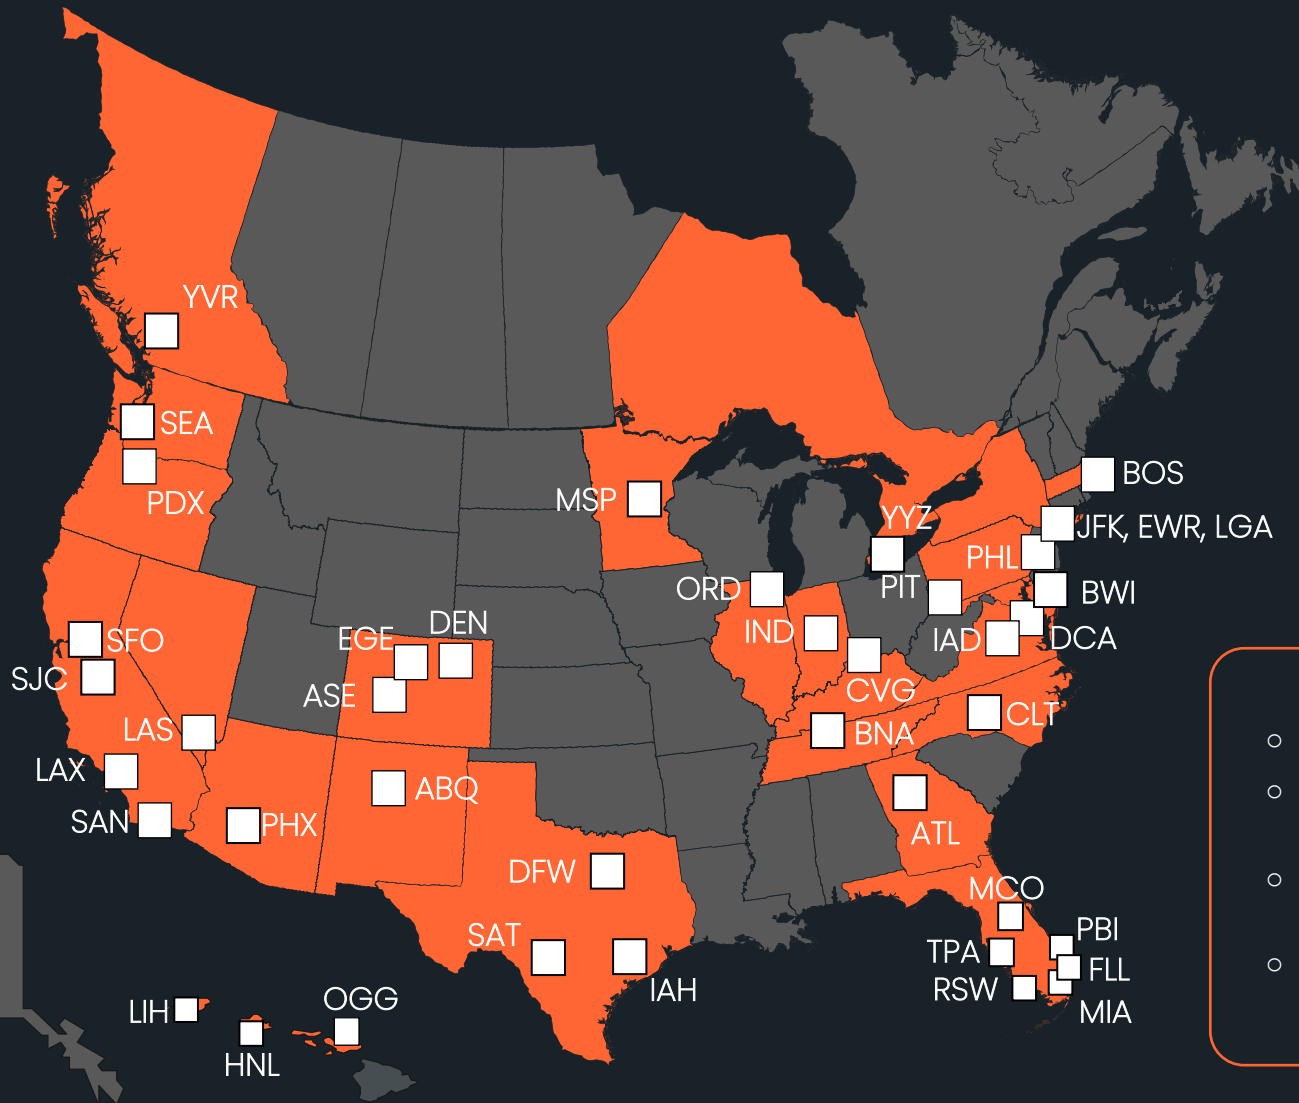 YVR
SEA
PDX
MSP
BOS
YYZ
JFK, EWR, LGA
PHL
ORD
PIT
BWI
IND
IAD
DCA
EGE
DEN
SFO
SJC
ASE
CVG
CLT
LAS
BNA
LAX
ABQ
SAN
PHX
ATL
DFW
MCO
SAT
PBI
TPA
FLL
RSW
IAH
MIA
LIH
OGG
HNL